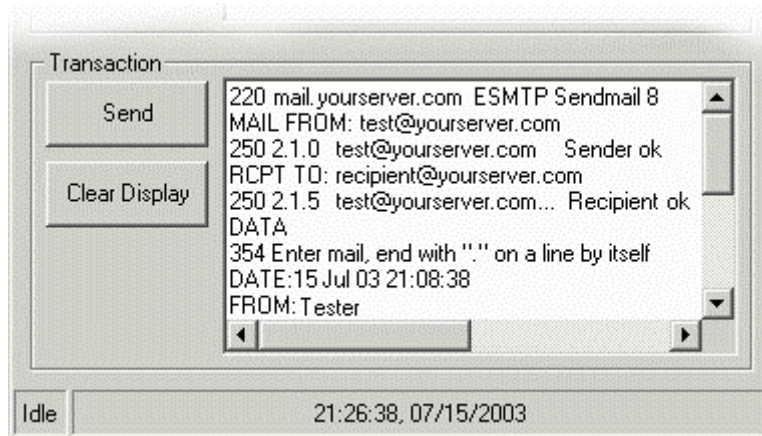 Transaction
Send
Clear Display
220 mail.yourserver.com ESMTP Sendmail 8
MAIL FROM: test@yourserver.com
250 2.1.0 test@yourserver.com Sender ok
RCPT TO: recipient@yourserver.com
250 2.1.5 test@yourserver.com... Recipient ok
DATA
354 Enter mail, end with "." on a line by itself
DATE:15 Jul 03 21:08:38
FROM: Tester
Idle
21:26:38, 07/15/2003